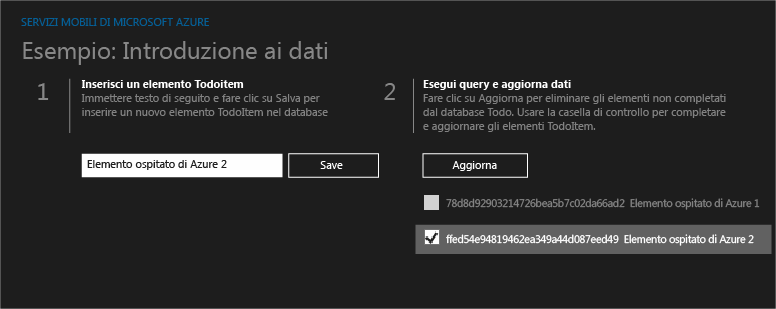 SERVIZI MOBILI DI MICROSOFT AZURE
Esempio: Introduzione ai dati
1
Inserisci un elemento Todoitem
Immettere testo di seguito e fare clic su Salva per
inserire un nuovo elemento TodoItem nel database
Elemento ospitato di Azure 2
Save
2
Esegui query e aggiorna dati
Fare clic su Aggiorna per eliminare gli elementi non completati
dal database Todo. Usare la casella di controllo per completare
e aggiornare gli elementi TodoItem.
Aggiorna
78d8d92903214726bea5b7c02da66ad2 Elemento ospitato di Azure 1
ffed54e94819462ea349a44d087eed49 Elemento ospitato di Azure 2